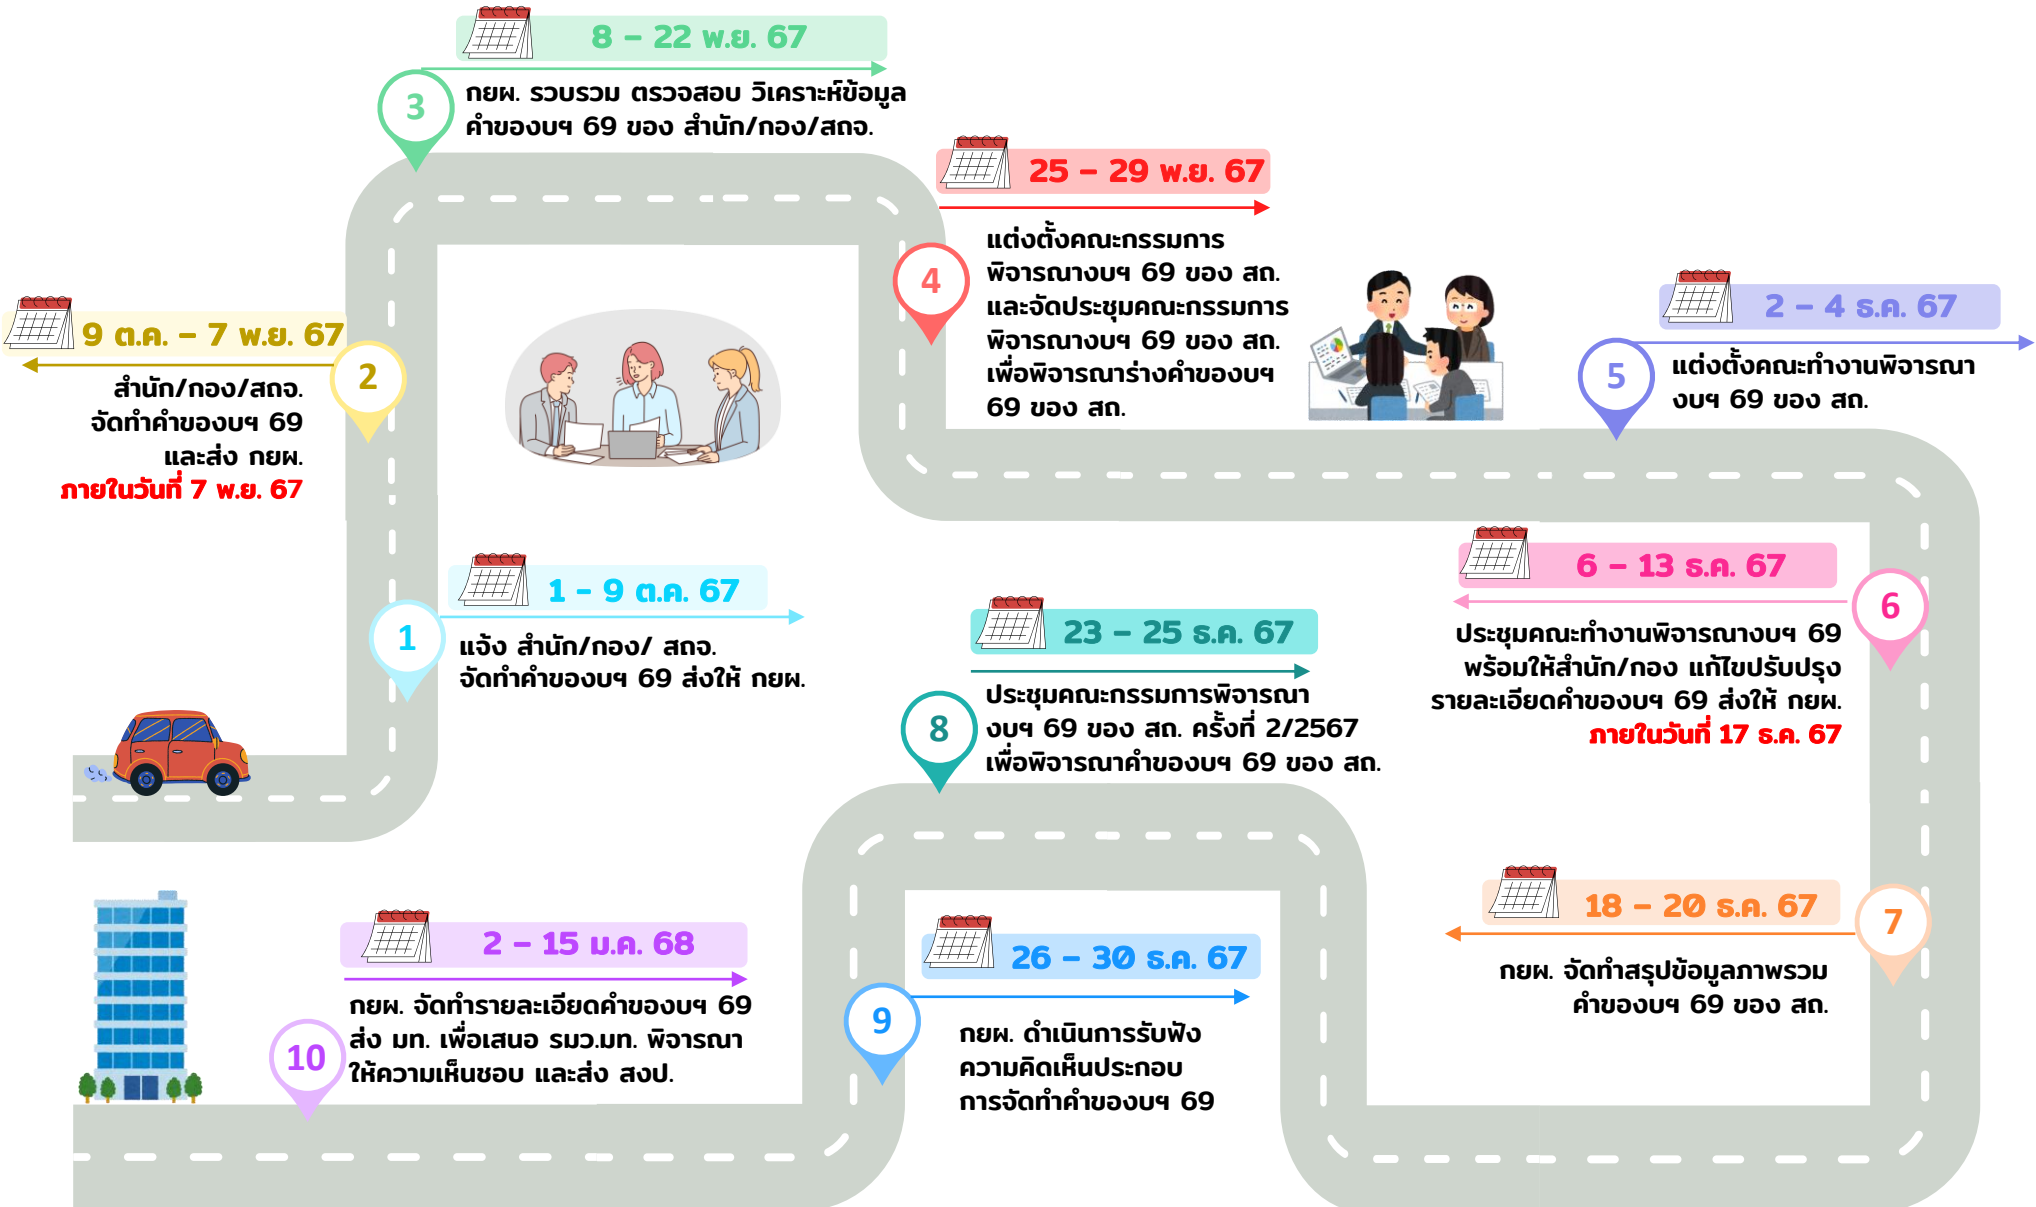 1
1 - 9 ต.ค. 67
แจ้ง สำนัก/กอง/ สถจ.
จัดทำคำของบฯ 69 ส่งให้ กยผ.
2
9 ต.ค. – 7 พ.ย. 67
สำนัก/กอง/สถจ.
จัดทำคำของบฯ 69
และส่ง กยผ.
ภายในวันที่ 7 พ.ย. 67
3
8 – 22 พ.ย. 67
กยผ. รวบรวม ตรวจสอบ วิเคราะห์ข้อมูล
คำของบฯ 69 ของ สำนัก/กอง/สถจ.
4
25 – 29 พ.ย. 67
แต่งตั้งคณะกรรมการ
พิจารณางบฯ 69 ของ สถ.
และจัดประชุมคณะกรรมการ
พิจารณางบฯ 69 ของ สถ.
เพื่อพิจารณาร่างคำของบฯ
69 ของ สถ.
5
2 – 4 ธ.ค. 67
แต่งตั้งคณะทำงานพิจารณา
งบฯ 69 ของ สถ.
6
6 – 13 ธ.ค. 67
ประชุมคณะทำงานพิจารณางบฯ 69
พร้อมให้สำนัก/กอง แก้ไขปรับปรุง
รายละเอียดคำของบฯ 69 ส่งให้ กยผ.
ภายในวันที่ 17 ธ.ค. 67
7
18 – 20 ธ.ค. 67
กยผ. จัดทำสรุปข้อมูลภาพรวม
คำของบฯ 69 ของ สถ.
8
23 – 25 ธ.ค. 67
ประชุมคณะกรรมการพิจารณา
งบฯ 69 ของ สถ. ครั้งที่ 2/2567
เพื่อพิจารณาคำของบฯ 69 ของ สถ.
9
26 – 30 ธ.ค. 67
กยผ. ดำเนินการรับฟัง
ความคิดเห็นประกอบ
การจัดทำคำของบฯ 69
10
2 – 15 ม.ค. 68
กยผ. จัดทำรายละเอียดคำของบฯ 69
ส่ง มท. เพื่อเสนอ รมว.มท. พิจารณา
ให้ความเห็นชอบ และส่ง สงป.